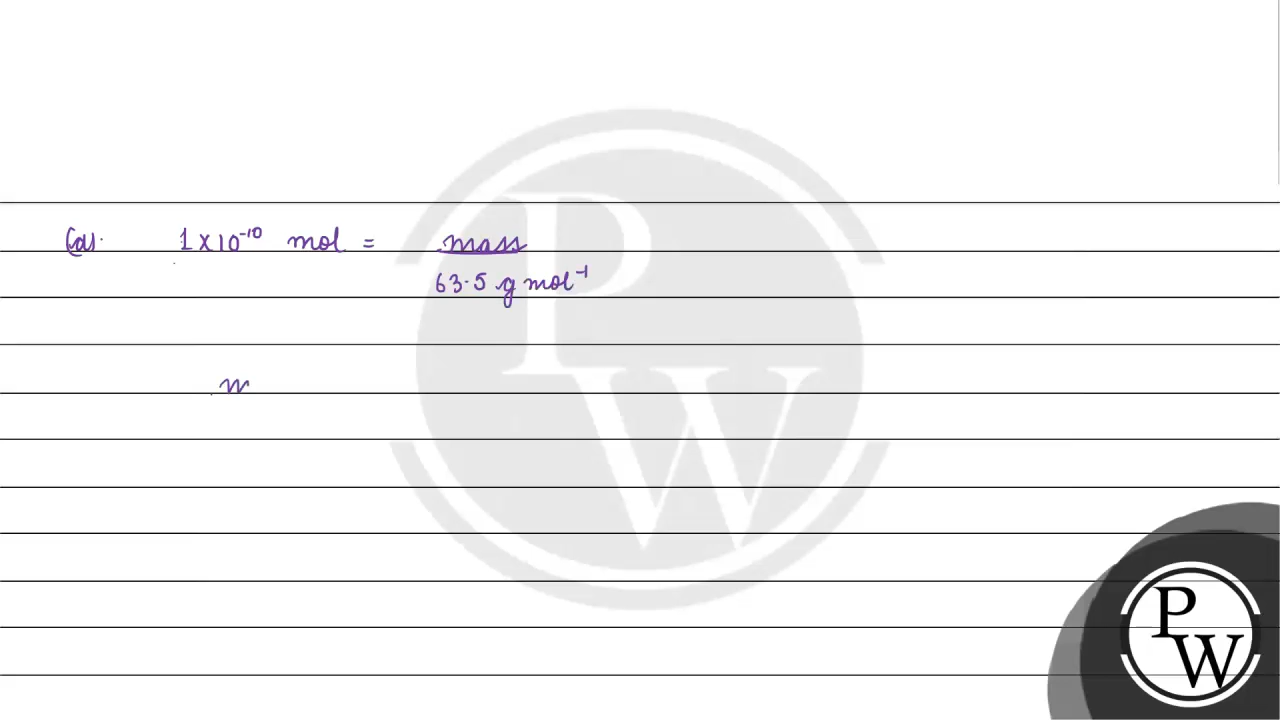 1 × 10⁻¹⁰ mol = mass
63.5 g mol⁻¹
m
P
W
P
W